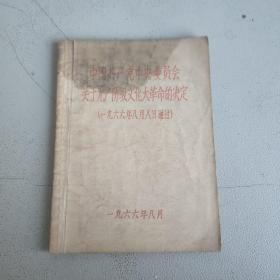 中国共产党中央委员会
关于无产阶级文化大革命的决定
(一九六六年八月八日通过)
一九六六年八月